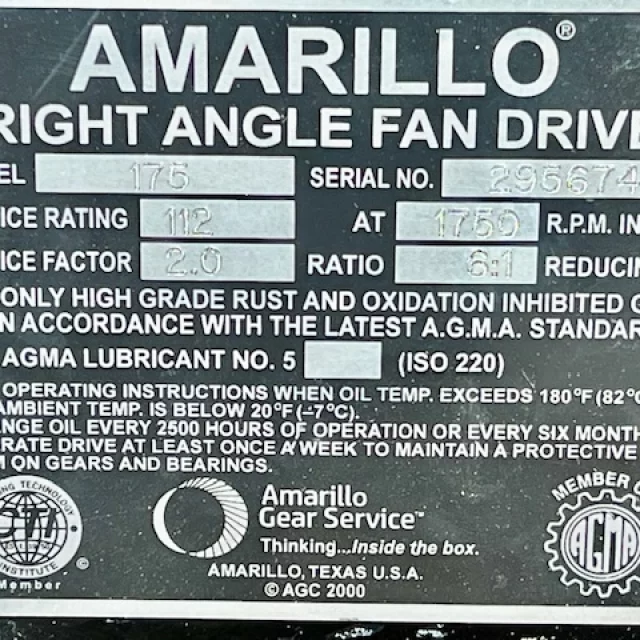 AMARILLO®
RIGHT ANGLE FAN DRIVE
EL 175 SERIAL NO. 295674
ICE RATING 112 AT 1750 R.P.M. IN
ICE FACTOR 2.0 RATIO 6:1 REDUCIN
ONLY HIGH GRADE RUST AND OXIDATION INHIBITED
N ACCORDANCE WITH THE LATEST A.G.M.A. STANDAR
AGMA LUBRICANT NO. 5 (ISO 220)
OPERATING INSTRUCTIONS WHEN OIL TEMP. EXCEEDS 180°F (82°
AMBIENT TEMP. IS BELOW 20°F (–7°C).
NGE OIL EVERY 2500 HOURS OF OPERATION OR EVERY SIX MONTH
RATE DRIVE AT LEAST ONCE A WEEK TO MAINTAIN A PROTECTIVE
M ON GEARS AND BEARINGS.
NG TECHNOLOGY
CTI
INSTITUTE
©
Member
Amarillo
Gear Service™
Thinking...Inside the box.
AMARILLO, TEXAS U.S.A.
© AGC 2000
MEMBER O
AGMA